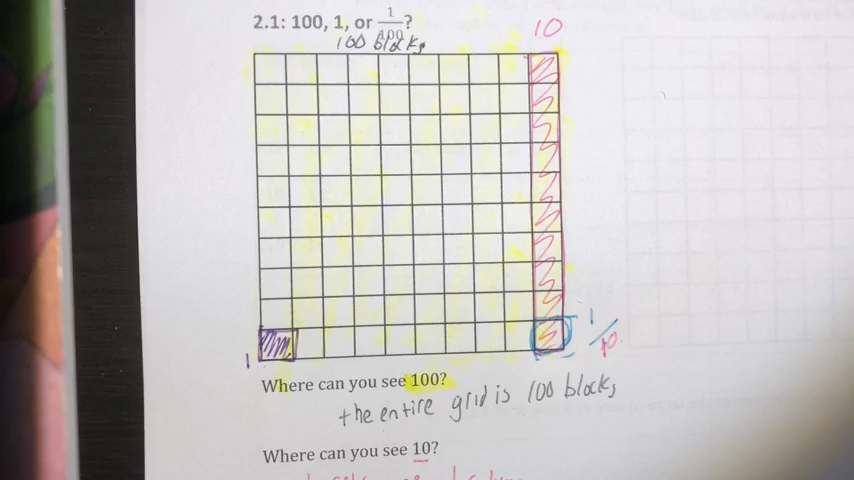 10
2.1: 100, 1, or 1/100?
100 blocks
1
1/10
Where can you see 100?
the entire grid is 100 blocks
Where can you see 10?